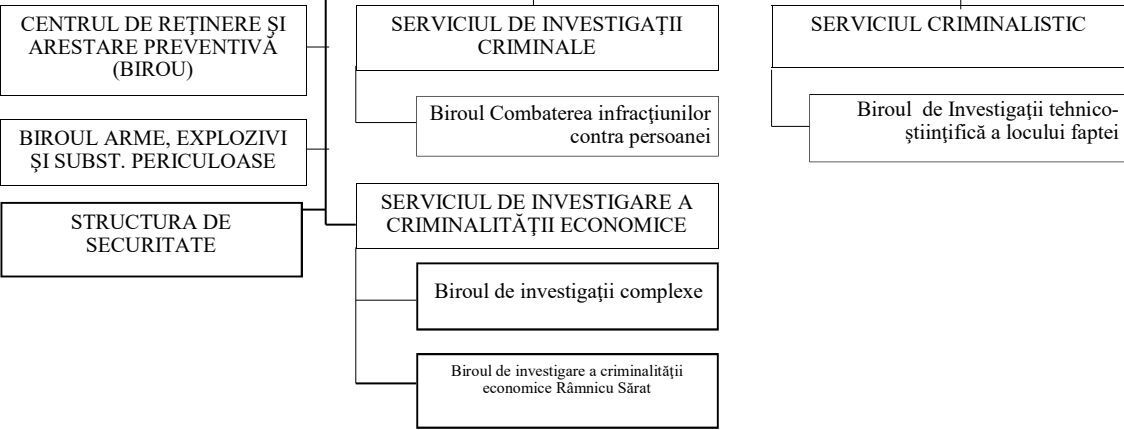 CENTRUL DE REȚINERE ȘI
ARESTARE PREVENTIVĂ
(BIROU)
BIROUL ARME, EXPLOZIVI
ȘI SUBST. PERICULOASE
STRUCTURA DE
SECURITATE
SERVICIUL DE INVESTIGAŢII
CRIMINALE
Biroul Combaterea infracţiunilor
contra persoanei
SERVICIUL DE INVESTIGARE A
CRIMINALITĂŢII ECONOMICE
Biroul de investigaţii complexe
Biroul de investigare a criminalităţii
economice Râmnicu Sărat
SERVICIUL CRIMINALISTIC
Biroul de Investigaţii tehnico-
ştiinţifică a locului faptei